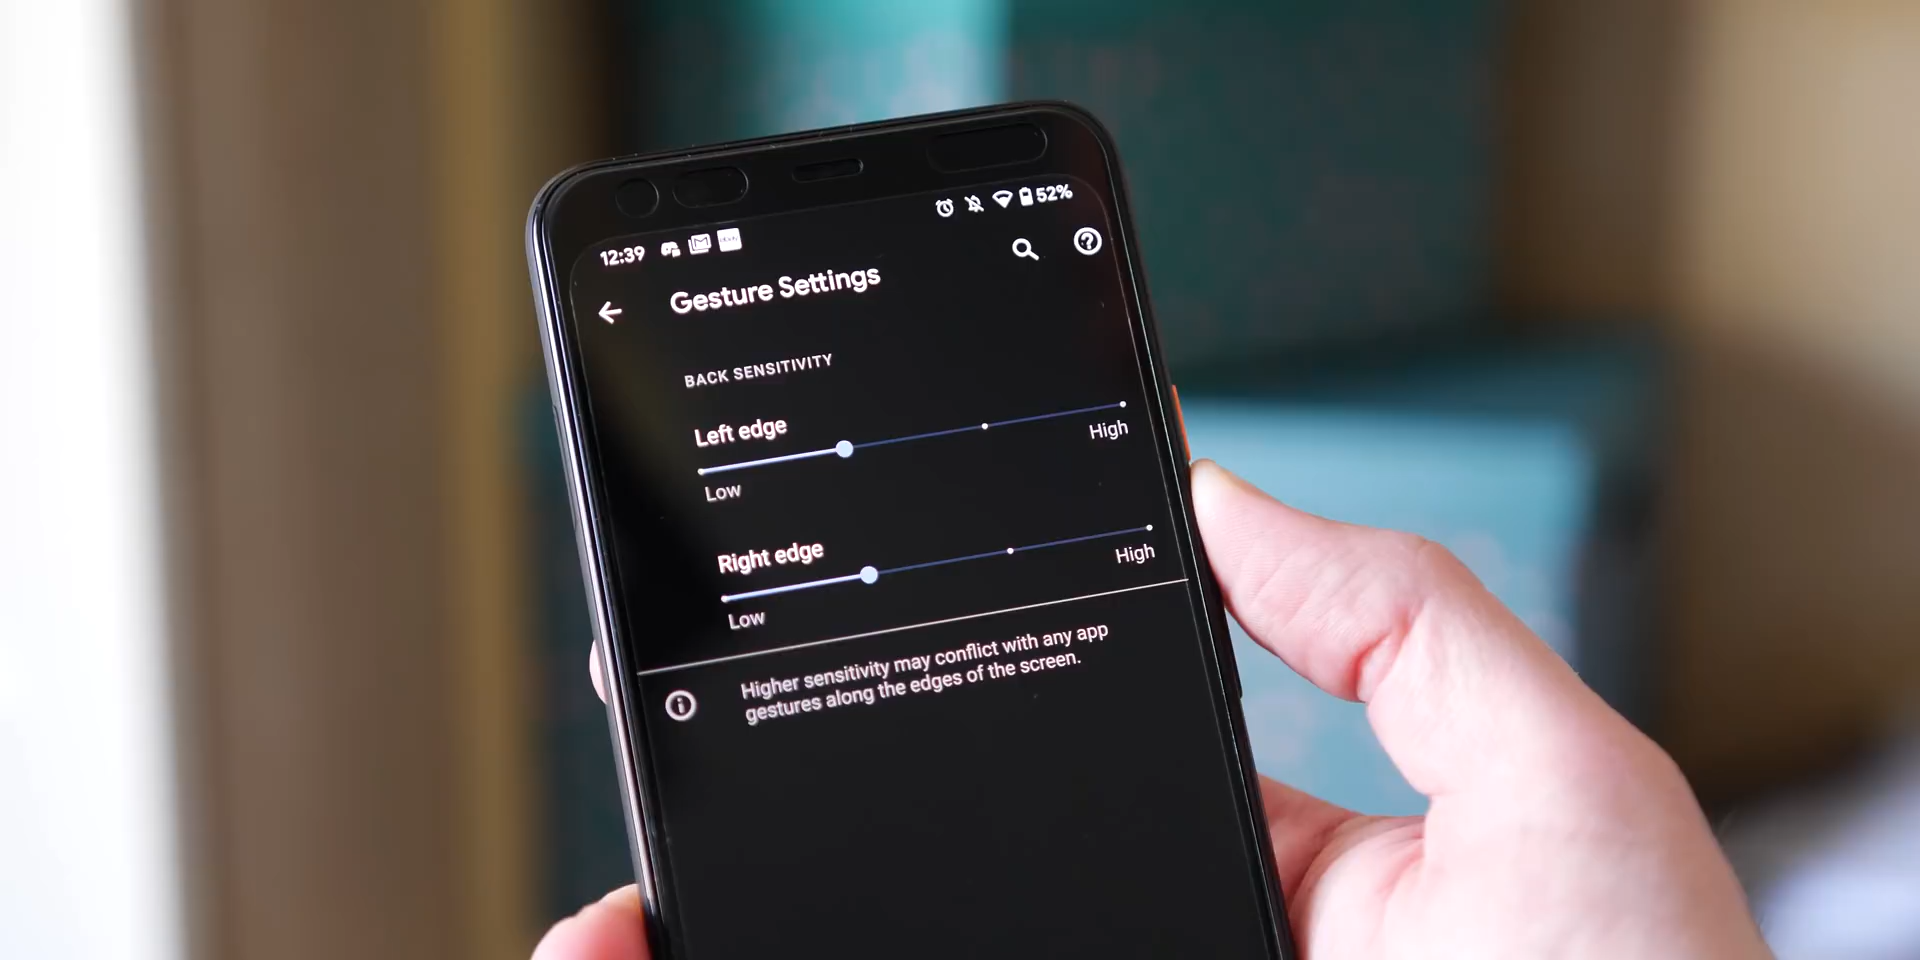 12:39
52%
Gesture Settings
BACK SENSITIVITY
Left edge
High
Low
Right edge
High
Low
Higher sensitivity may conflict with any app
gestures along the edges of the screen.